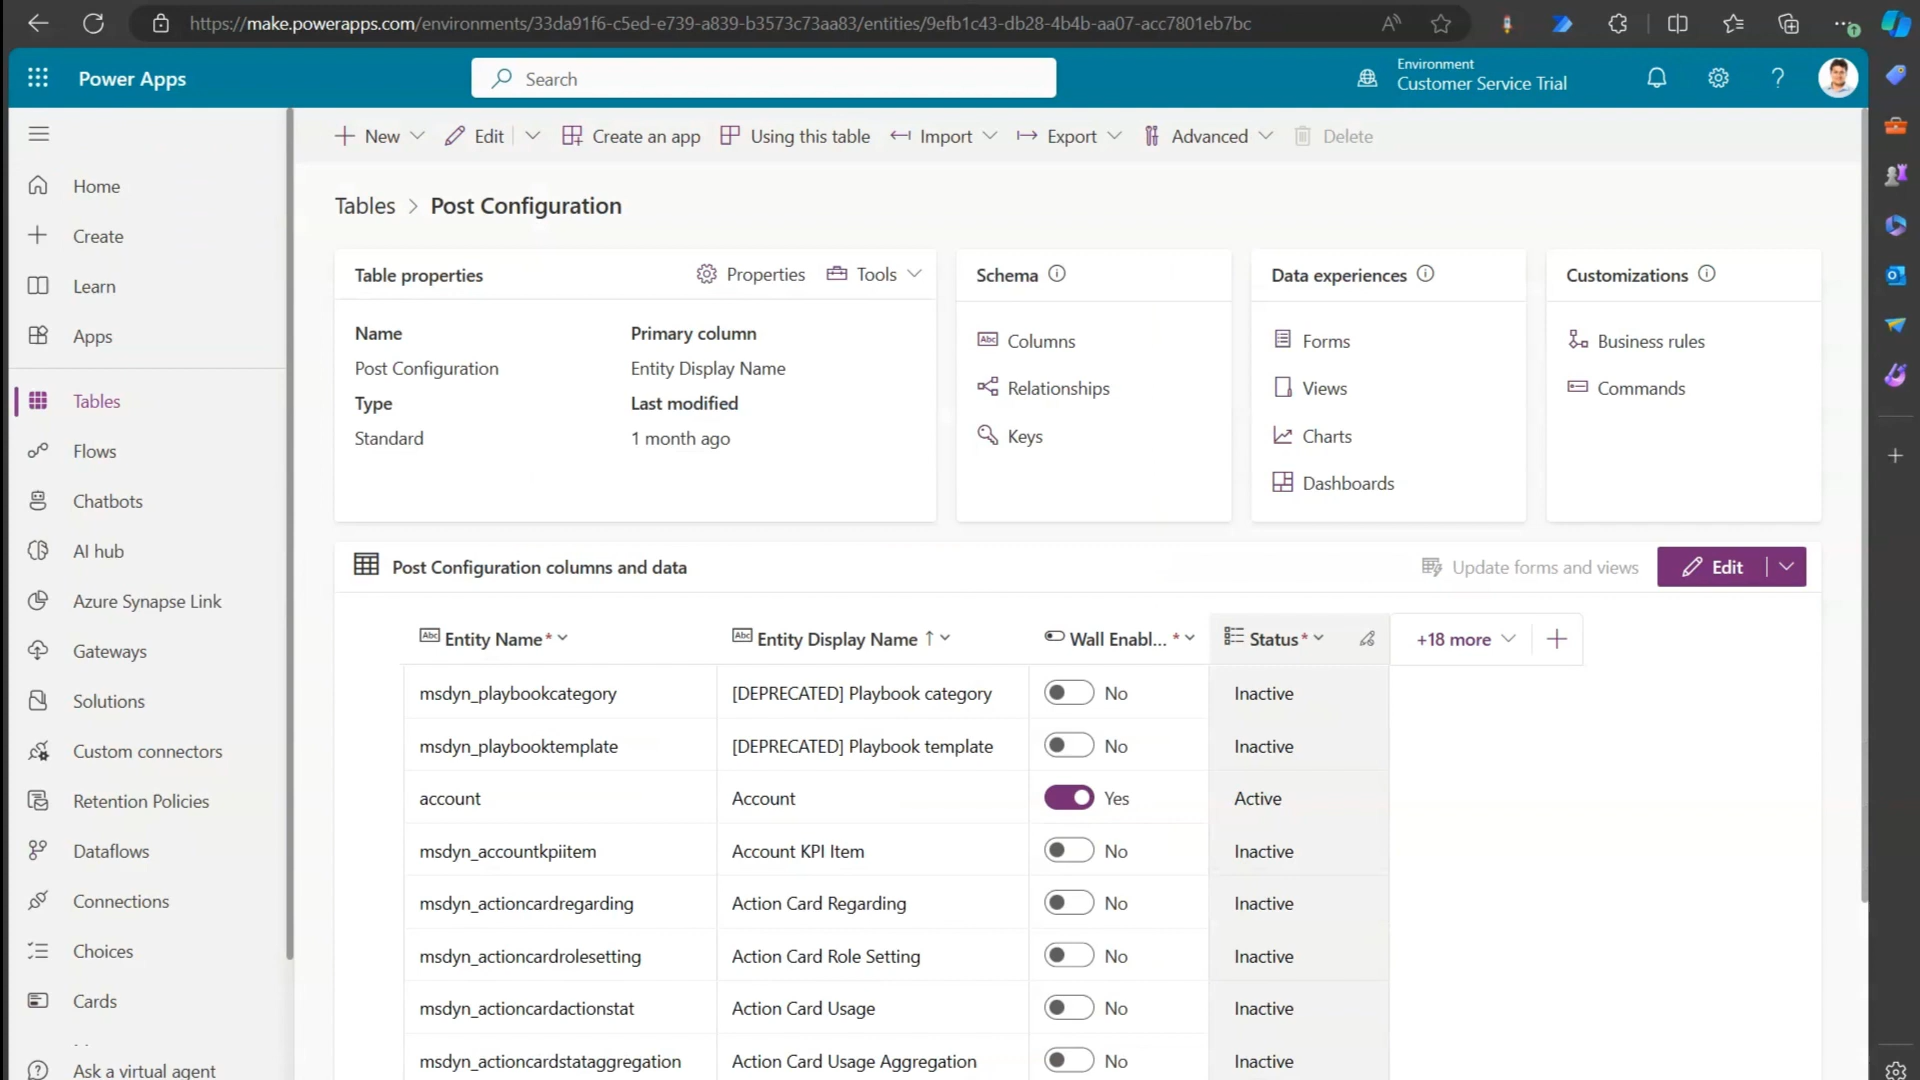 https://make.powerapps.com/environments/33da91f6-c5ed-e739-a839-b3573c73aa83/entities/9efb1c43-db28-4b4b-aa07-acc7801eb7bc
Power Apps
Search
Environment
Customer Service Trial
New
Edit
Create an app
Using this table
Import
Export
Advanced
Delete
Home
Create
Learn
Apps
Tables
Flows
Chatbots
AI hub
Azure Synapse Link
Gateways
Solutions
Custom connectors
Retention Policies
Dataflows
Connections
Choices
Cards
Ask a virtual agent
Tables > Post Configuration
Table properties
Properties
Tools
Name
Post Configuration
Type
Standard
Primary column
Entity Display Name
Last modified
1 month ago
Schema
Columns
Relationships
Keys
Data experiences
Forms
Views
Charts
Dashboards
Customizations
Business rules
Commands
Post Configuration columns and data
Update forms and views
Edit
Entity Name * Entity Display Name ↑ Wall Enabl... * Status * +18 more
msdyn_playbookcategory [DEPRECATED] Playbook category No Inactive
msdyn_playbooktemplate [DEPRECATED] Playbook template No Inactive
account Account Yes Active
msdyn_accountkpiitem Account KPI Item No Inactive
msdyn_actioncardregarding Action Card Regarding No Inactive
msdyn_actioncardrolesetting Action Card Role Setting No Inactive
msdyn_actioncardactionstat Action Card Usage No Inactive
msdyn_actioncardstataggregation Action Card Usage Aggregation No Inactive